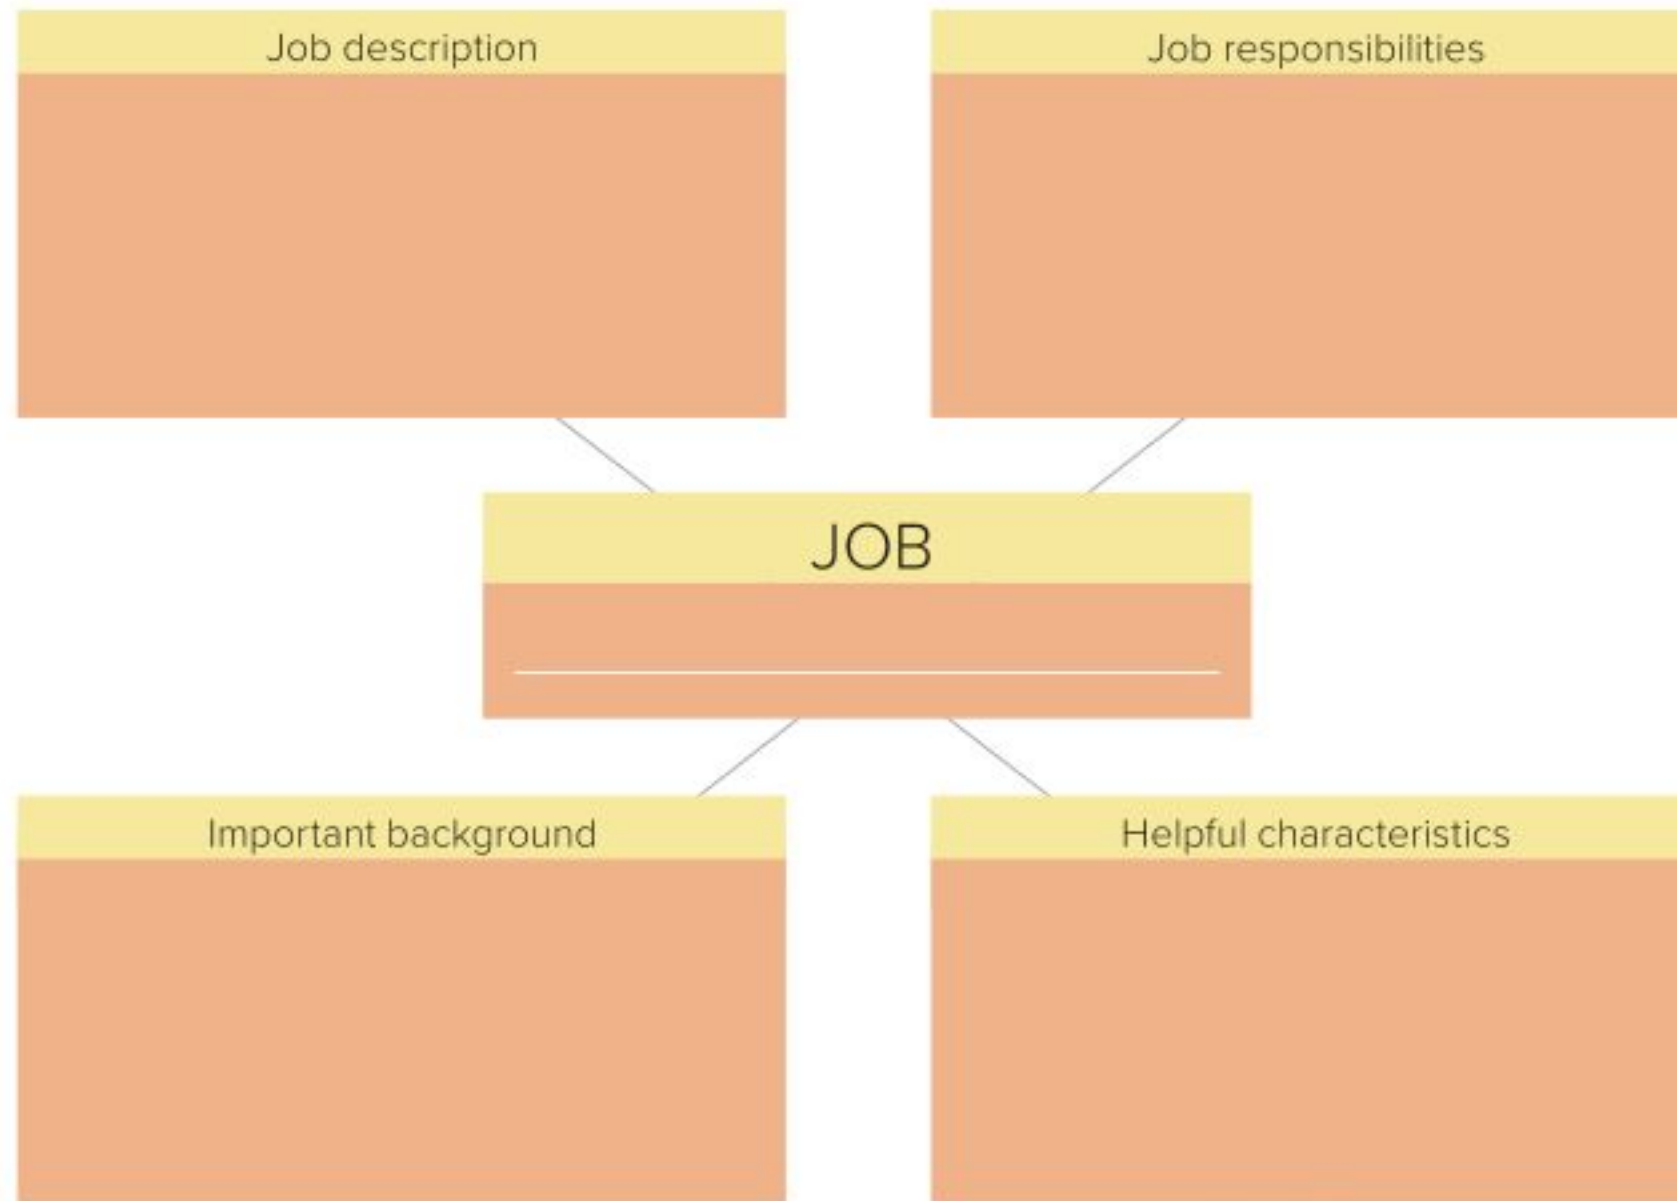 Job description
Job responsibilities
JOB
Important background
Helpful characteristics